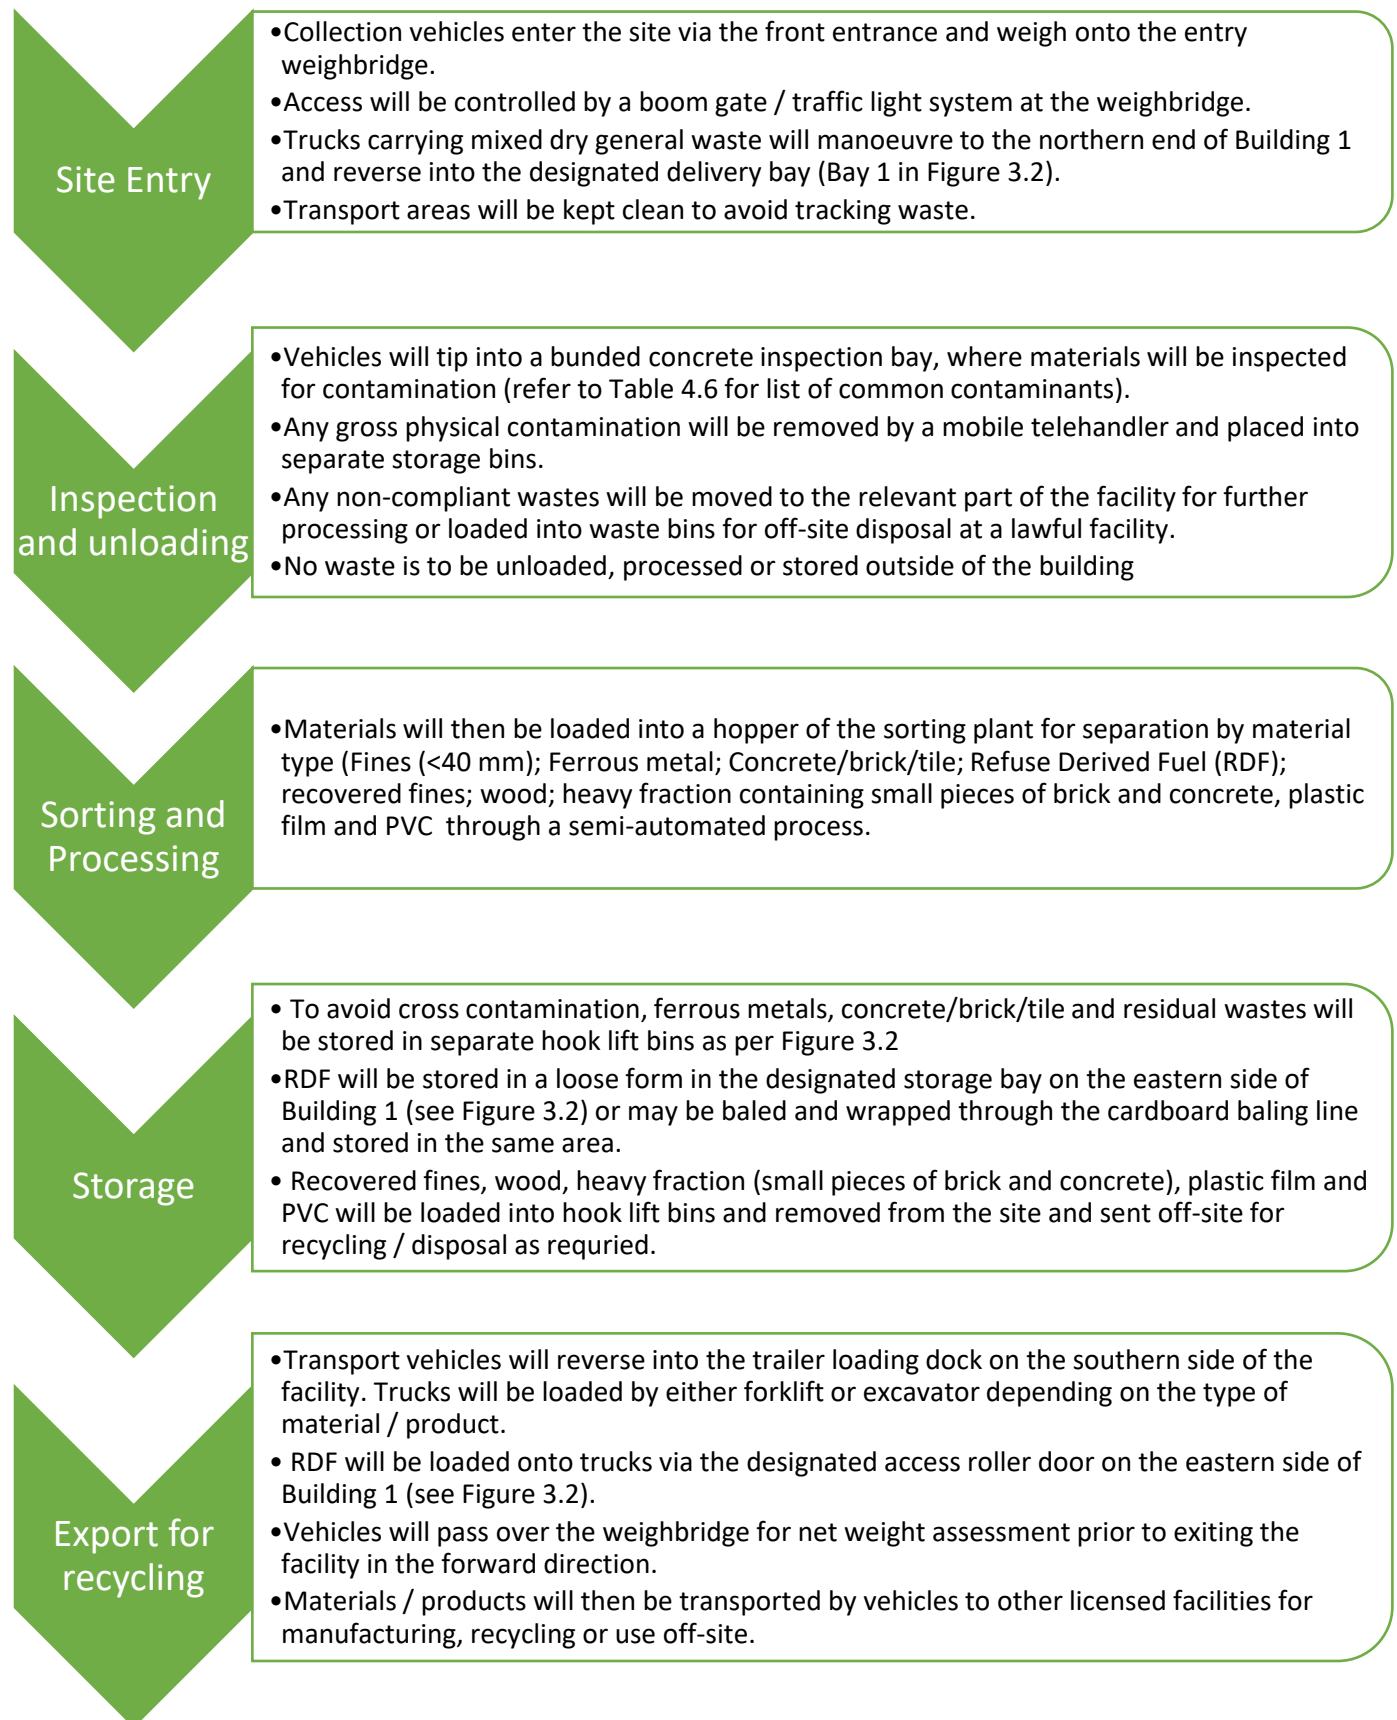 Site Entry
•Collection vehicles enter the site via the front entrance and weigh onto the entry
weighbridge.
•Access will be controlled by a boom gate / traffic light system at the weighbridge.
•Trucks carrying mixed dry general waste will manoeuvre to the northern end of Building 1
and reverse into the designated delivery bay (Bay 1 in Figure 3.2).
•Transport areas will be kept clean to avoid tracking waste.
Inspection
and unloading
•Vehicles will tip into a bunded concrete inspection bay, where materials will be inspected
for contamination (refer to Table 4.6 for list of common contaminants).
•Any gross physical contamination will be removed by a mobile telehandler and placed into
separate storage bins.
•Any non-compliant wastes will be moved to the relevant part of the facility for further
processing or loaded into waste bins for off-site disposal at a lawful facility.
•No waste is to be unloaded, processed or stored outside of the building
Sorting and
Processing
•Materials will then be loaded into a hopper of the sorting plant for separation by material
type (Fines (<40 mm); Ferrous metal; Concrete/brick/tile; Refuse Derived Fuel (RDF);
recovered fines; wood; heavy fraction containing small pieces of brick and concrete, plastic
film and PVC  through a semi-automated process.
Storage
• To avoid cross contamination, ferrous metals, concrete/brick/tile and residual wastes will
be stored in separate hook lift bins as per Figure 3.2
•RDF will be stored in a loose form in the designated storage bay on the eastern side of
Building 1 (see Figure 3.2) or may be baled and wrapped through the cardboard baling line
and stored in the same area.
• Recovered fines, wood, heavy fraction (small pieces of brick and concrete), plastic film and
PVC will be loaded into hook lift bins and removed from the site and sent off-site for
recycling / disposal as requried.
Export for
recycling
•Transport vehicles will reverse into the trailer loading dock on the southern side of the
facility. Trucks will be loaded by either forklift or excavator depending on the type of
material / product.
• RDF will be loaded onto trucks via the designated access roller door on the eastern side of
Building 1 (see Figure 3.2).
•Vehicles will pass over the weighbridge for net weight assessment prior to exiting the
facility in the forward direction.
•Materials / products will then be transported by vehicles to other licensed facilities for
manufacturing, recycling or use off-site.